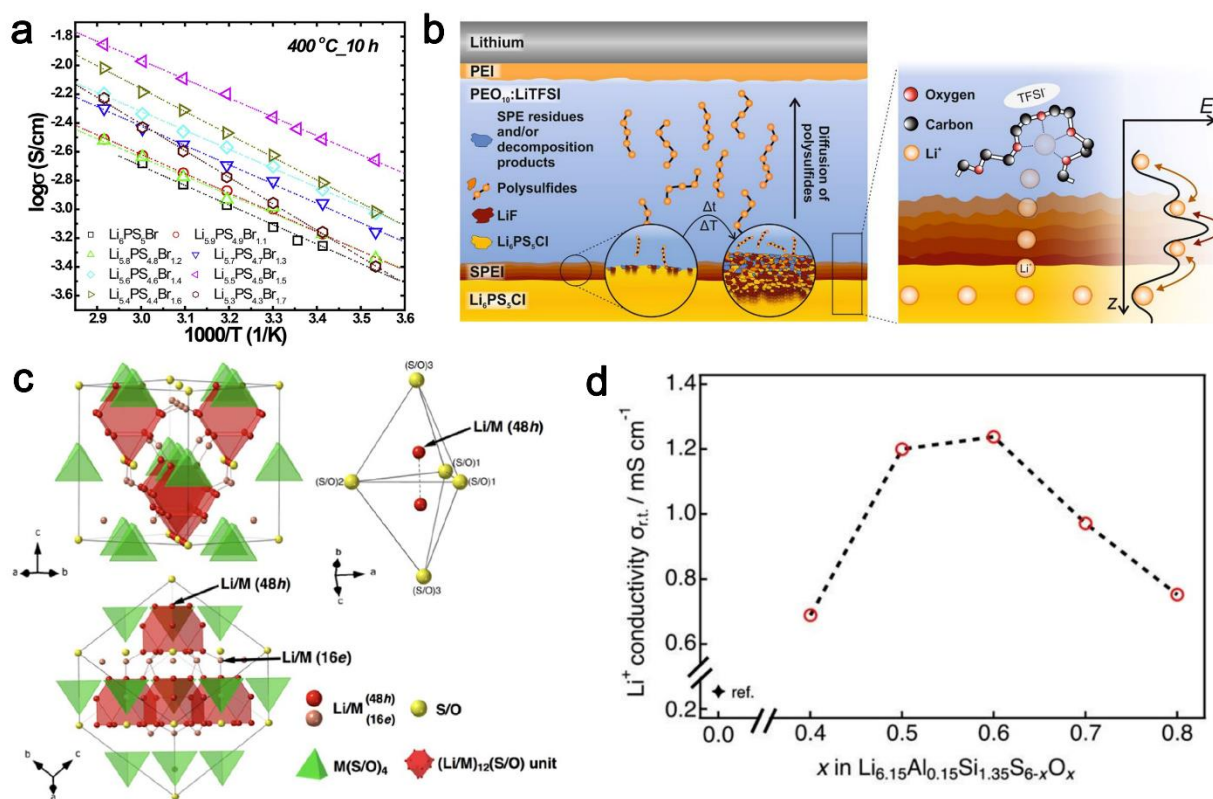 a
400 °C_10 h
logσ (S/cm)
-1.8
-2.0
-2.2
-2.4
-2.6
-2.8
-3.0
-3.2
-3.4
-3.6
Li₆PS₅Br
Li₅.₉PS₄.₉Br₁.₁
Li₅.₈PS₄.₈Br₁.₂
Li₅.₇PS₄.₇Br₁.₃
Li₅.₆PS₄.₆Br₁.₄
Li₅.₅PS₄.₅Br₁.₅
Li₅.₄PS₄.₄Br₁.₆
Li₅.₃PS₄.₃Br₁.₇
2.9 3.0 3.1 3.2 3.3 3.4 3.5 3.6
1000/T (1/K)
b
Lithium
PEI
PEO₁₀:LiTFSI
SPE residues
and/or
decomposition
products
Polysulfides
LiF
Li₆PS₅Cl
Δt
ΔT
Diffusion of
polysulfides
SPEI
Li₆PS₅Cl
Oxygen
Carbon
Li⁺
TFSI⁻
E
Li⁺
z
c
c
a b
Li/M (48h)
(S/O)3
Li/M (48h)
(S/O)1
(S/O)2
(S/O)1
(S/O)3
b
a
c
Li/M (16e)
Li/M (48h)
(16e)
S/O
M(S/O)₄
(Li/M)₁₂(S/O) unit
b c
a
d
Li⁺ conductivity σr.t. / mS cm⁻¹
1.4
1.2
1.0
0.8
0.6
0.2
ref.
0.0 0.4 0.5 0.6 0.7 0.8
x in Li₆.₁₅Al₀.₁₅Si₁.₃₅S₆₋ₓOₓ